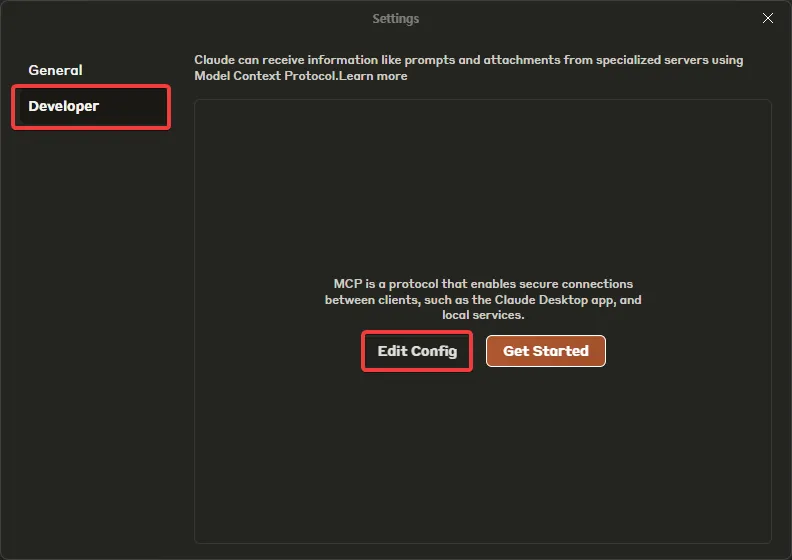 Settings
General
Developer
Claude can receive information like prompts and attachments from specialized servers using
Model Context Protocol.Learn more
MCP is a protocol that enables secure connections
between clients, such as the Claude Desktop app, and
local services.
Edit Config
Get Started